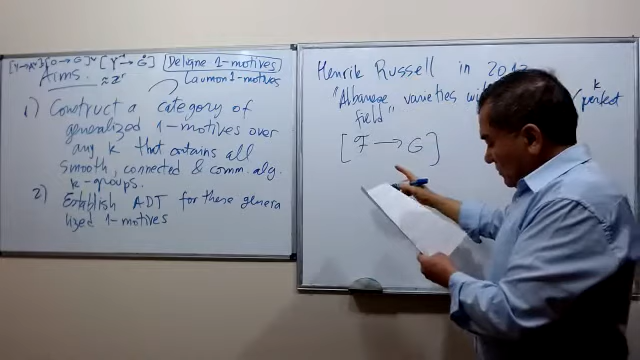 Deligne 1-motives
Aims. ≈ Zʳ Laumon 1-motives
1) Construct a category of
generalized 1-motives over
any k that contains all
smooth, connected & comm. alg.
k-groups.
2) Establish ADT for these genera
lized 1-motives
Henrik Russell in
"Albanese varieties / k perfect
field"
[F → G]